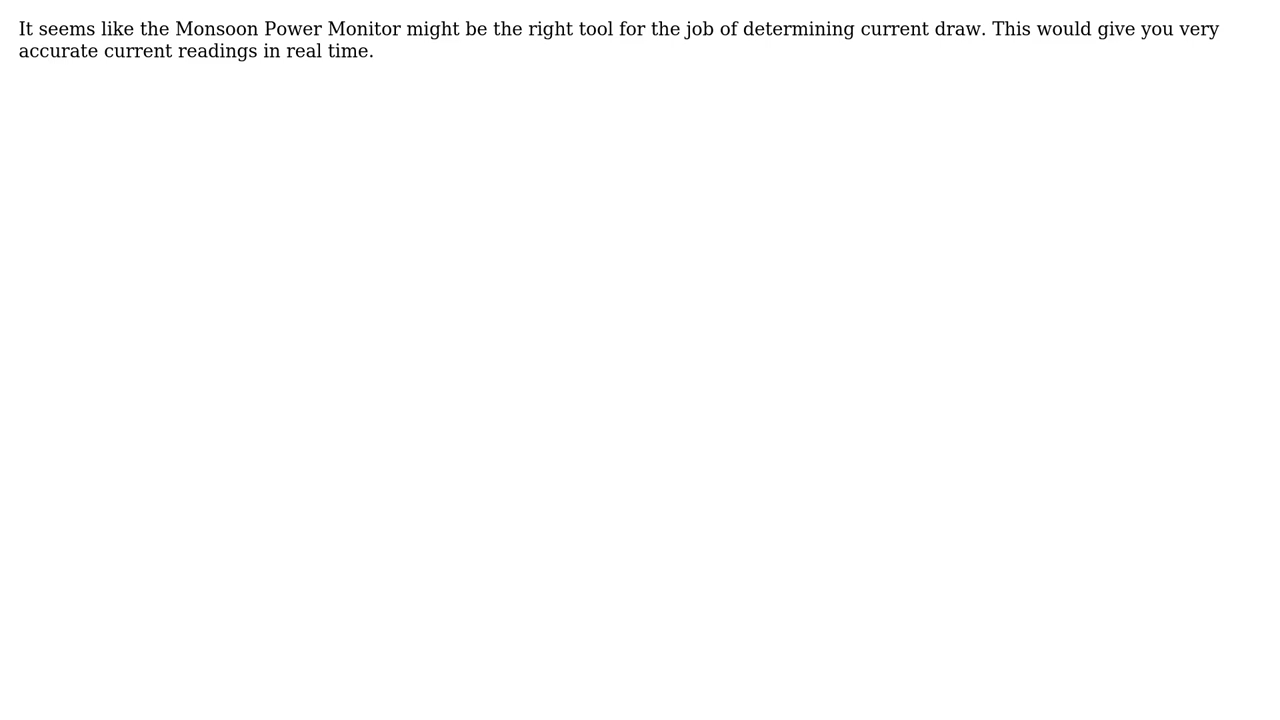 It seems like the Monsoon Power Monitor might be the right tool for the job of determining current draw. This would give you very
accurate current readings in real time.